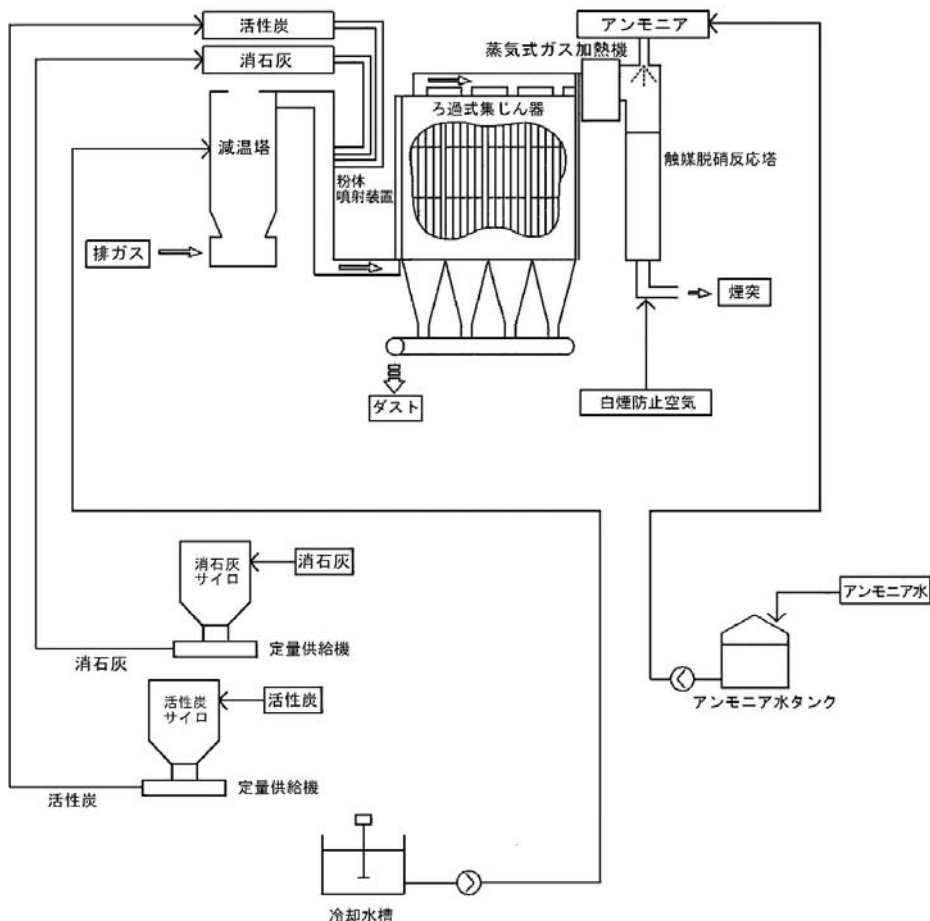 活性炭
アンモニア
消石灰
蒸気式ガス加熱機
ろ過式集じん器
減温塔
触媒脱硝反応塔
粉体
噴射装置
排ガス
煙突
ダスト
白煙防止空気
消石灰
サイロ
消石灰
アンモニア水
定量供給機
消石灰
活性炭
サイロ
活性炭
アンモニア水タンク
定量供給機
活性炭
冷却水槽